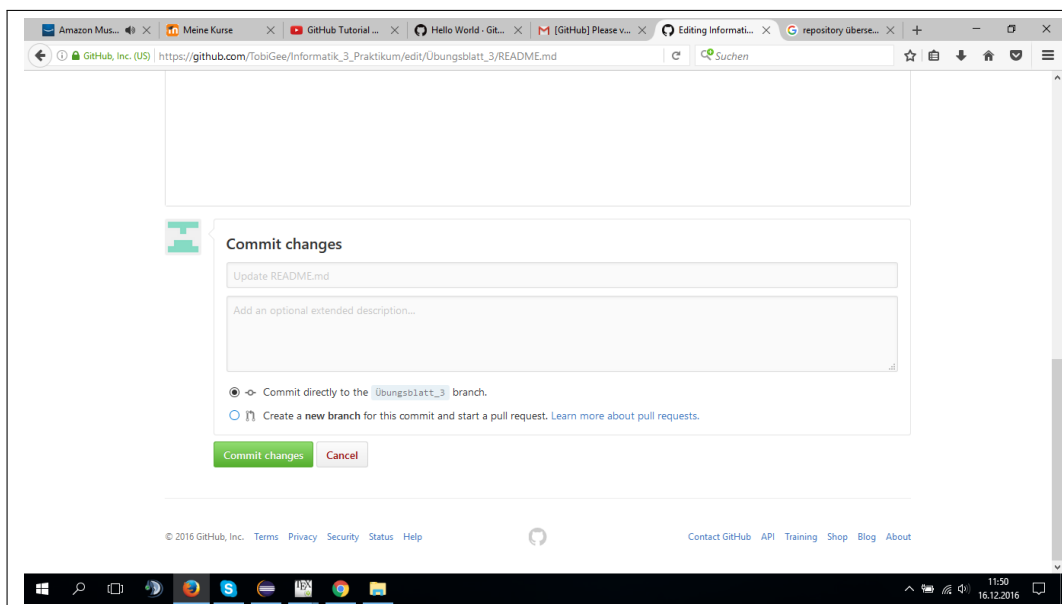 Amazon Mus... Meine Kurse GitHub Tutorial ... Hello World · Git... [GitHub] Please v... Editing Informati... repository überse...
GitHub, Inc. (US) https://github.com/TobiGee/Informatik_3_Praktikum/edit/Übungsblatt_3/README.md Suchen
Commit changes
Update README.md
Add an optional extended description...
Commit directly to the Übungsblatt_3 branch.
Create a new branch for this commit and start a pull request. Learn more about pull requests.
Commit changes Cancel
© 2016 GitHub, Inc. Terms Privacy Security Status Help Contact GitHub API Training Shop Blog About
11:50
16.12.2016